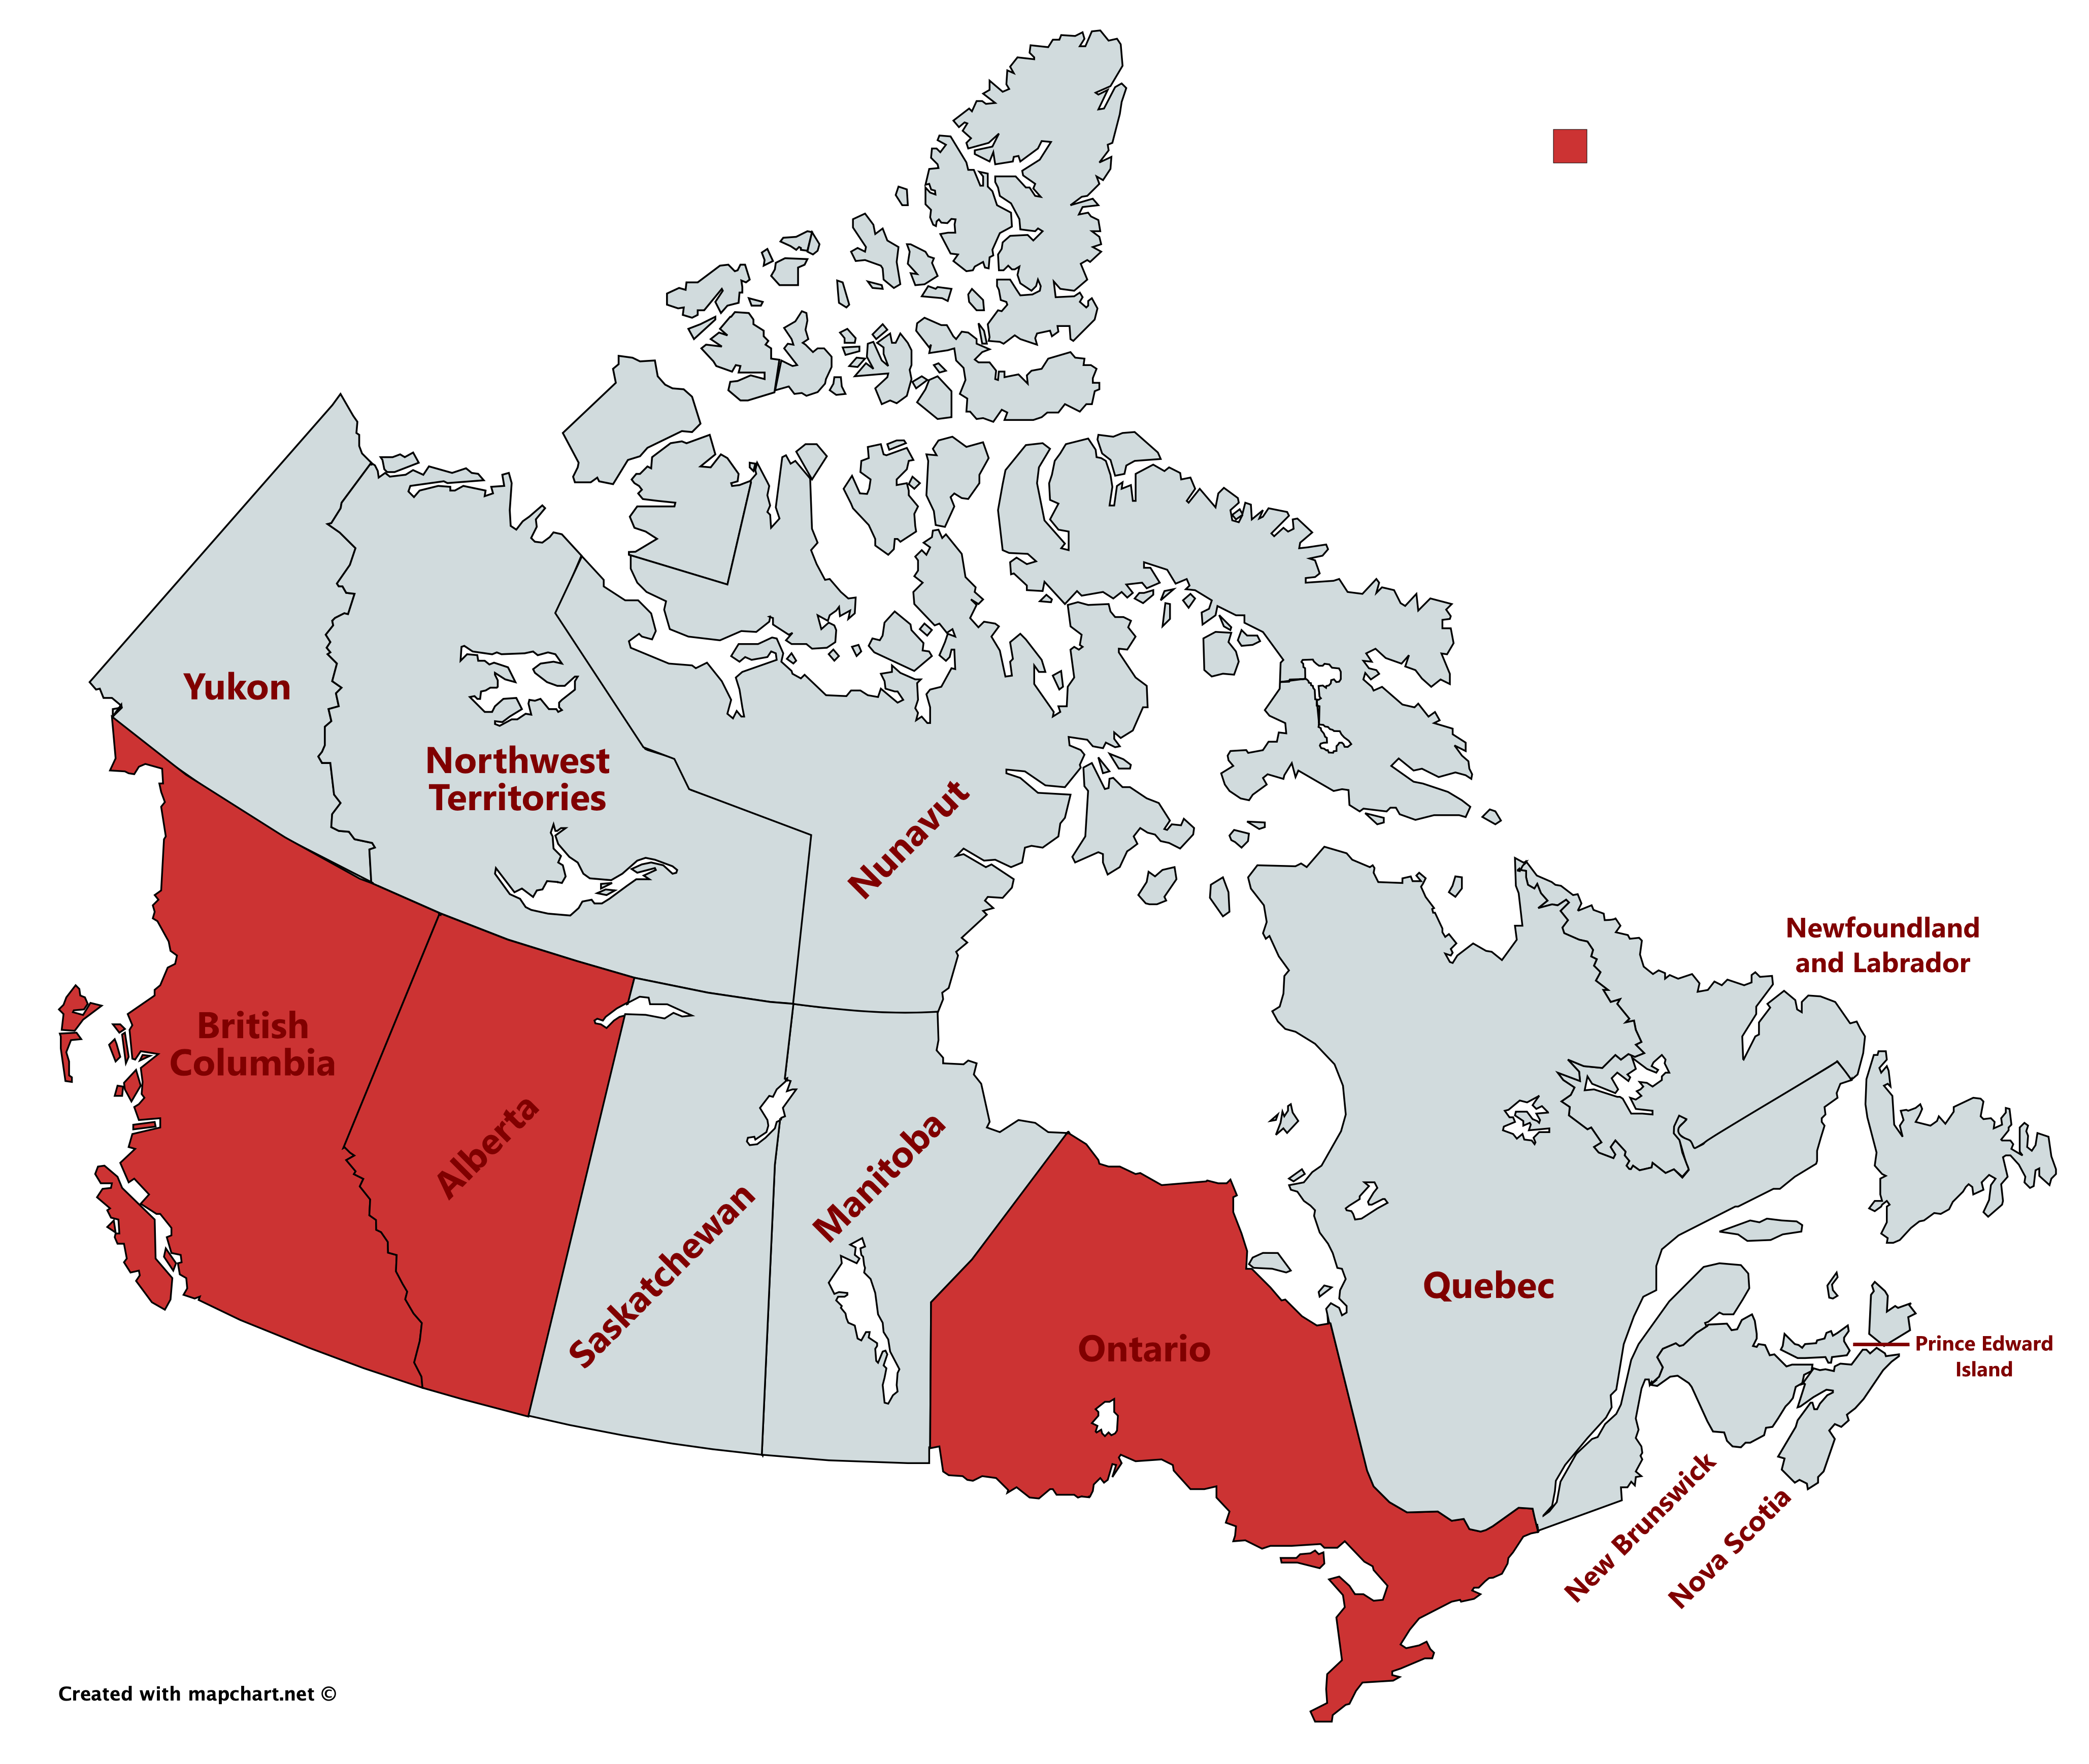 Yukon
Northwest
Territories
Nunavut
Newfoundland
and Labrador
British
Columbia
Alberta
Saskatchewan
Manitoba
Ontario
Quebec
Prince Edward
Island
New Brunswick
Nova Scotia
Created with mapchart.net ©